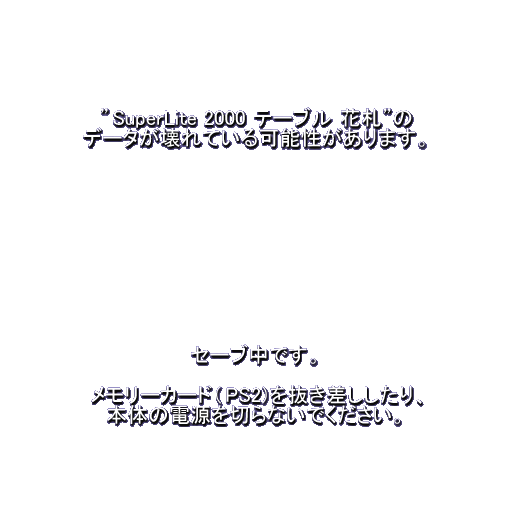 "SuperLite 2000 テーブル 花札"の
データが壊れている可能性があります。
セーブ中です。
メモリーカード(PS2)を抜き差ししたり、
本体の電源を切らないでください。